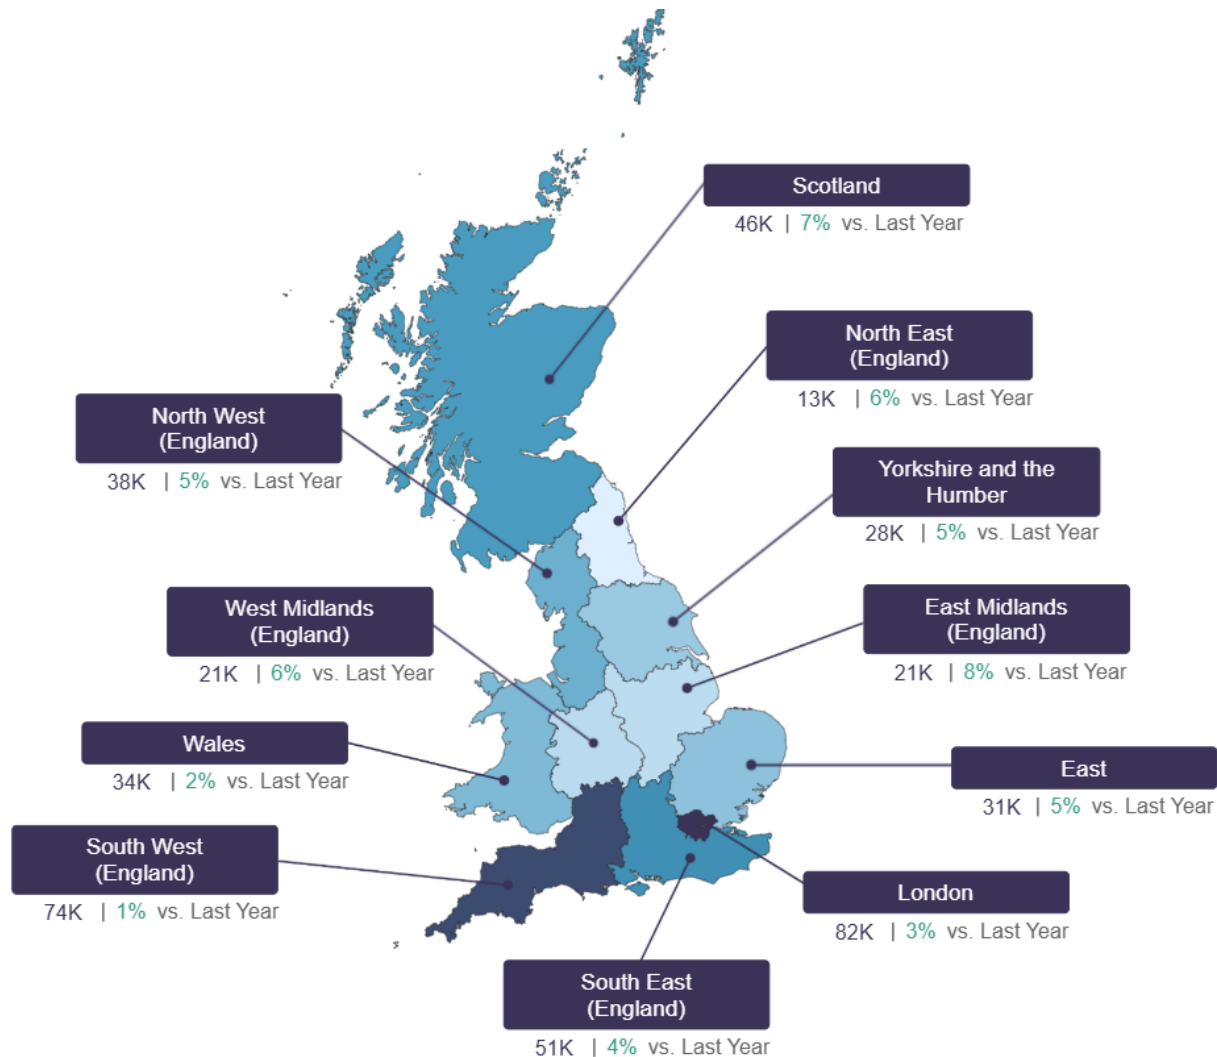 Scotland
46K | 7% vs. Last Year
North East
(England)
13K | 6% vs. Last Year
North West
(England)
38K | 5% vs. Last Year
Yorkshire and the
Humber
28K | 5% vs. Last Year
West Midlands
(England)
21K | 6% vs. Last Year
East Midlands
(England)
21K | 8% vs. Last Year
Wales
34K | 2% vs. Last Year
East
31K | 5% vs. Last Year
South West
(England)
74K | 1% vs. Last Year
London
82K | 3% vs. Last Year
South East
(England)
51K | 4% vs. Last Year